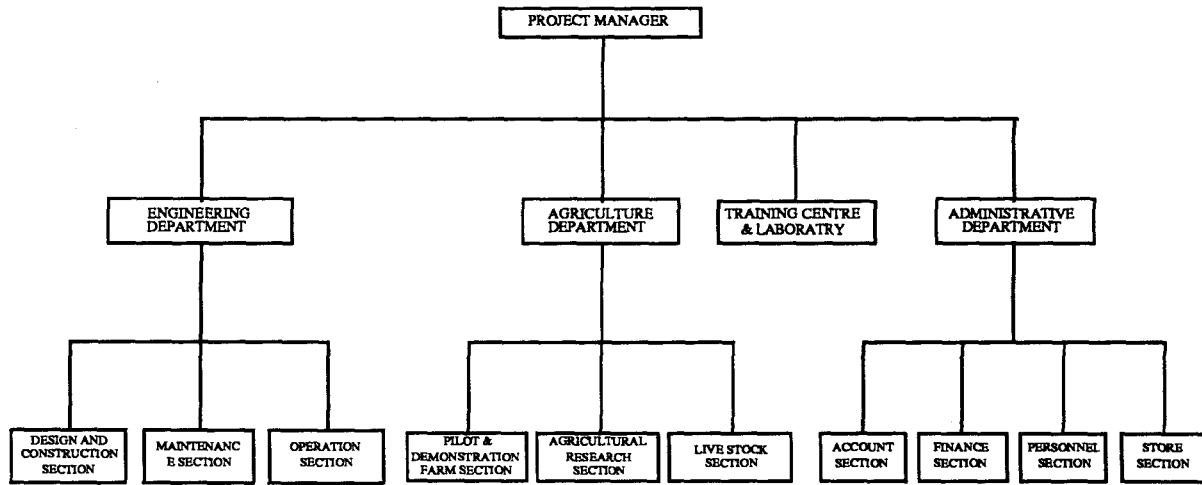 PROJECT MANAGER
ENGINEERING
DEPARTMENT
AGRICULTURE
DEPARTMENT
TRAINING CENTRE
& LABORATRY
ADMINISTRATIVE
DEPARTMENT
DESIGN AND
CONSTRUCTION
SECTION
MAINTENANC
E SECTION
OPERATION
SECTION
PILOT &
DEMONSTRATION
FARM SECTION
AGRICULTURAL
RESEARCH
SECTION
LIVE STOCK
SECTION
ACCOUNT
SECTION
FINANCE
SECTION
PERSONNEL
SECTION
STORE
SECTION